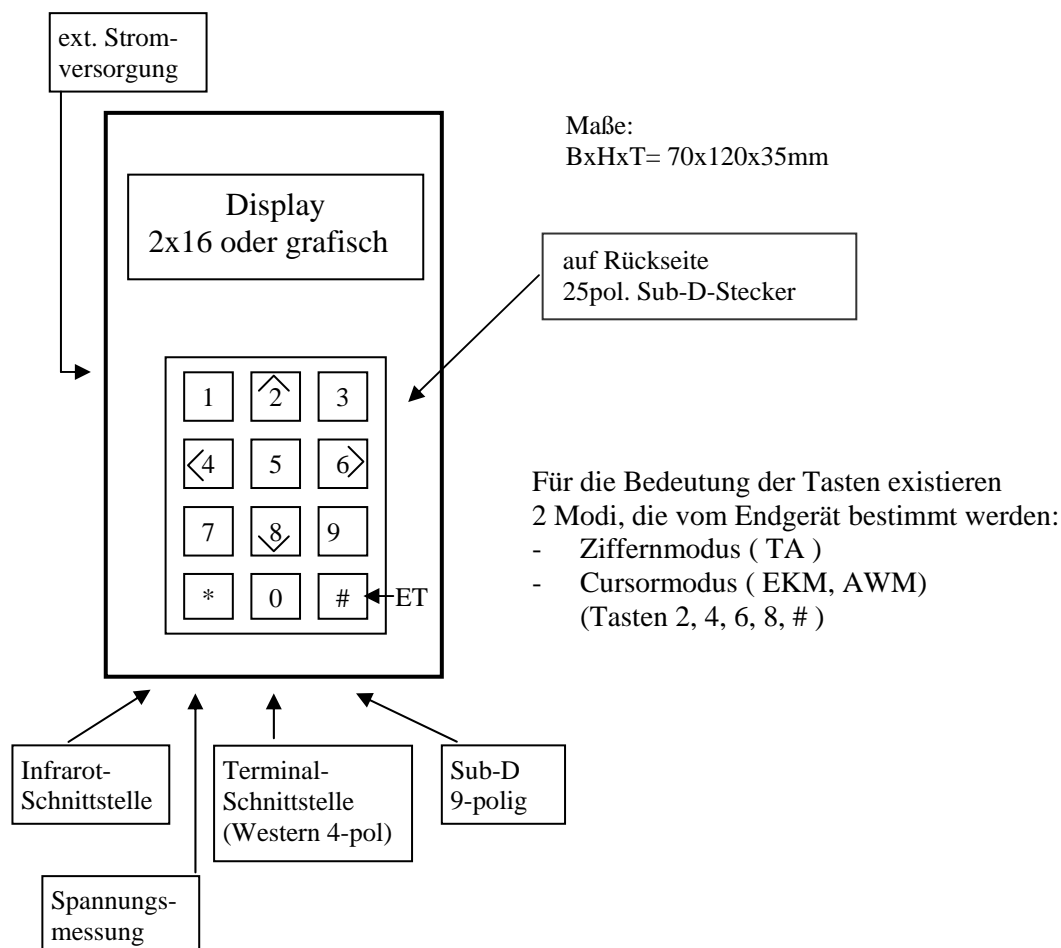 ext. Strom-
versorgung
Maße:
BxHxT= 70x120x35mm
Display
2x16 oder grafisch
auf Rückseite
25pol. Sub-D-Stecker
1 2 3
4 5 6
7 8 9
* 0 # ET
Für die Bedeutung der Tasten existieren
2 Modi, die vom Endgerät bestimmt werden:
- Ziffernmodus ( TA )
- Cursormodus ( EKM, AWM)
(Tasten 2, 4, 6, 8, # )
Infrarot-
Schnittstelle
Terminal-
Schnittstelle
(Western 4-pol)
Sub-D
9-polig
Spannungs-
messung